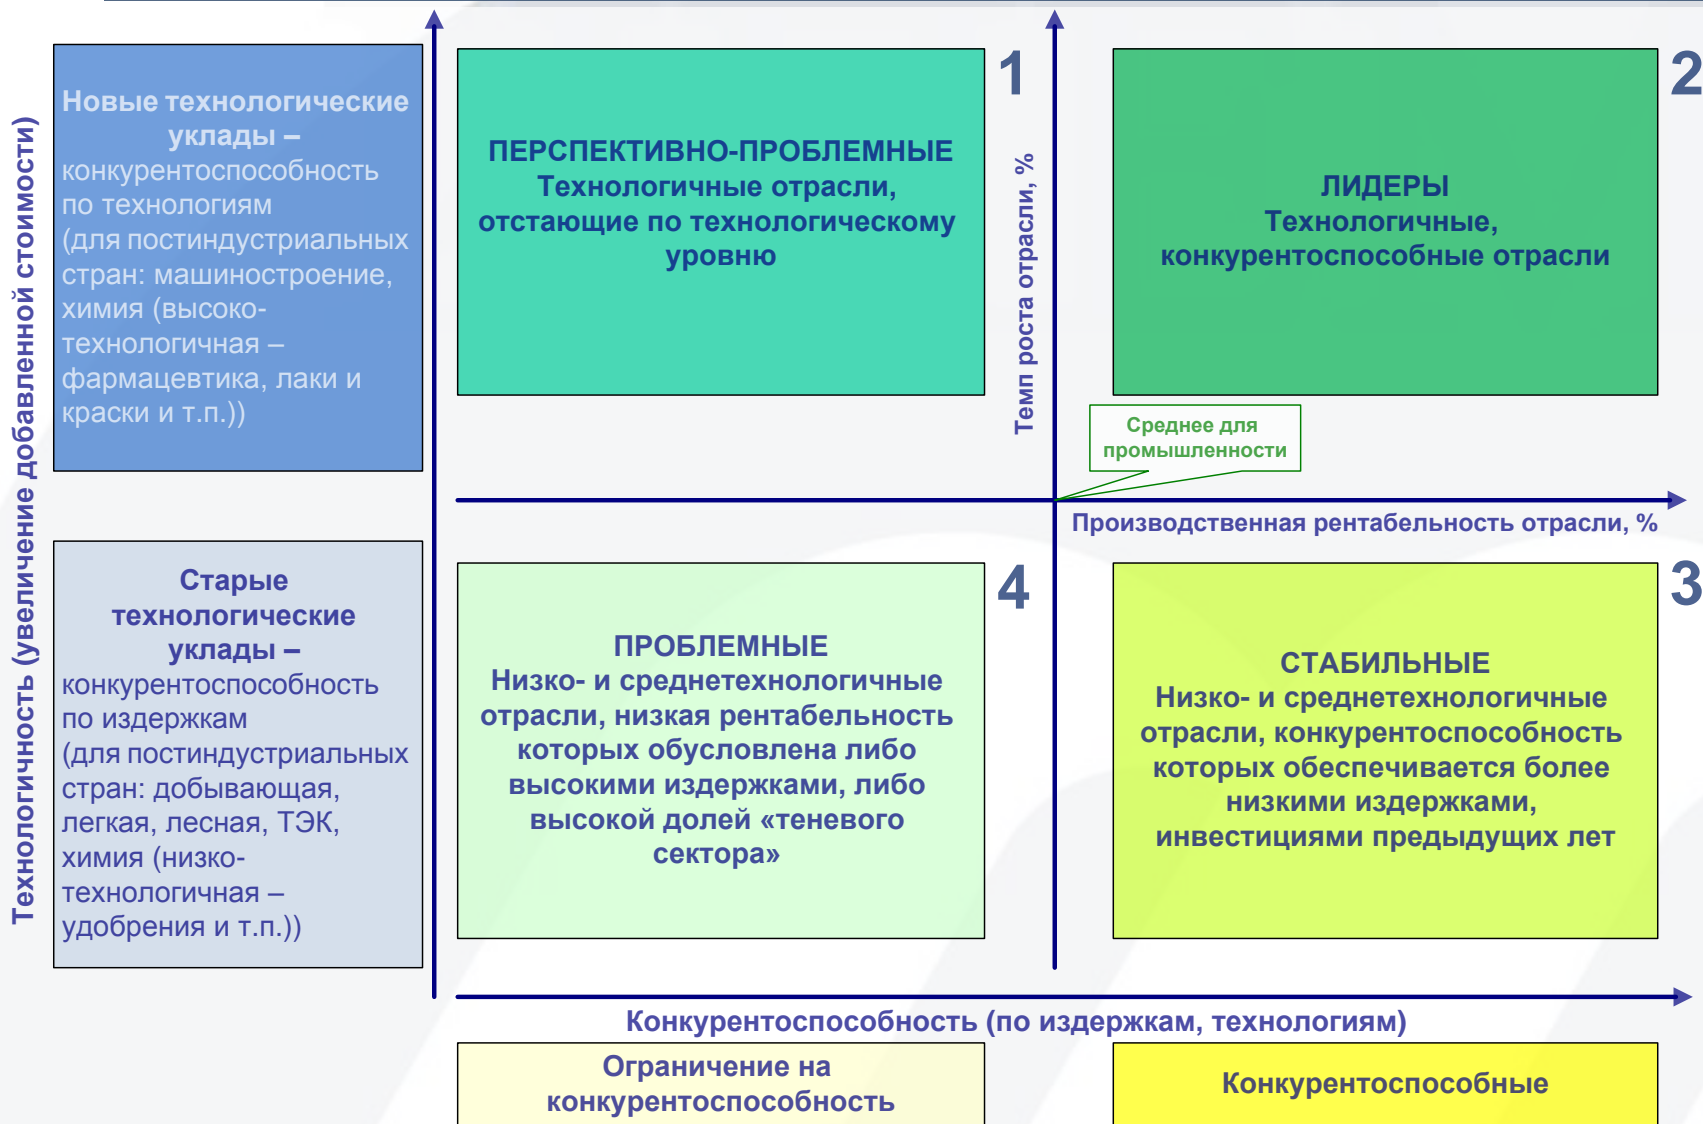 Технологичность (увеличение добавленной стоимости)
Новые технологические
уклады –
конкурентоспособность
по технологиям
(для постиндустриальных
стран: машиностроение,
химия (высоко-
технологичная –
фармацевтика, лаки и
краски и т.п.))
1
ПЕРСПЕКТИВНО-ПРОБЛЕМНЫЕ
Технологичные отрасли,
отстающие по технологическому
уровню
Темп роста отрасли, %
2
ЛИДЕРЫ
Технологичные,
конкурентоспособные отрасли
Среднее для
промышленности
Производственная рентабельность отрасли, %
Старые
технологические
уклады –
конкурентоспособность
по издержкам
(для постиндустриальных
стран: добывающая,
легкая, лесная, ТЭК,
химия (низко-
технологичная –
удобрения и т.п.))
4
ПРОБЛЕМНЫЕ
Низко- и среднетехнологичные
отрасли, низкая рентабельность
которых обусловлена либо
высокими издержками, либо
высокой долей «теневого
сектора»
3
СТАБИЛЬНЫЕ
Низко- и среднетехнологичные
отрасли, конкурентоспособность
которых обеспечивается более
низкими издержками,
инвестициями предыдущих лет
Конкурентоспособность (по издержкам, технологиям)
Ограничение на
конкурентоспособность
Конкурентоспособные